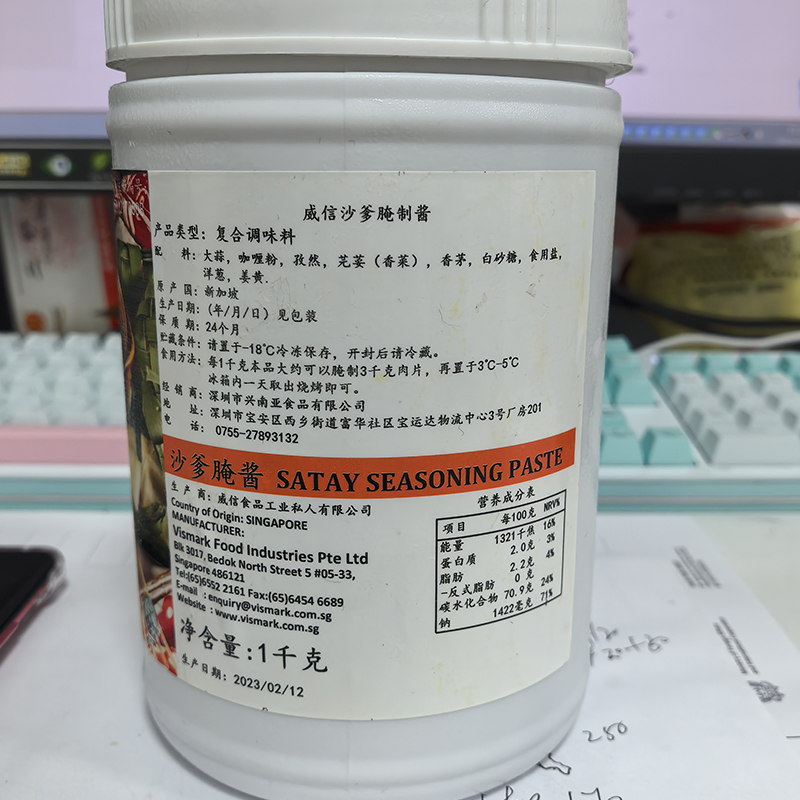 威信沙爹腌制酱
产品类型: 复合调味料
配 料: 大蒜, 咖喱粉, 孜然, 芫荽（香菜）, 香茅, 白砂糖, 食用盐,
洋葱, 姜黄.
原 产 国: 新加坡
生产日期: (年/月/日) 见包装
保 质 期: 24个月
贮藏条件: 请置于-18℃冷冻保存, 开封后请冷藏。
食用方法: 每1千克本品大约可以腌制3千克肉片, 再置于3℃-5℃
冰箱内一天取出烧烤即可。
经 销 商: 深圳市兴南亚食品有限公司
地 址: 深圳市宝安区西乡街道富华社区宝运达物流中心3号厂房201
电 话: 0755-27893132
沙爹腌酱 SATAY SEASONING PASTE
生 产 商: 威信食品工业私人有限公司
Country of Origin: SINGAPORE
MANUFACTURER:
Vismark Food Industries Pte Ltd
Blk 3017, Bedok North Street 5 #05-33,
Singapore 486121
Tel:(65)6552 2161 Fax:(65)6454 6689
E-mail : enquiry@vismark.com.sg
Website : www.vismark.com.sg
净含量:1千克
生产日期: 2023/02/12
营养成分表
项目 每100克 NRV%
能量 1321千焦 16%
蛋白质 2.0克 3%
脂肪 2.2克 4%
-反式脂肪 0克
碳水化合物 70.9克 24%
钠 1422毫克 71%
250